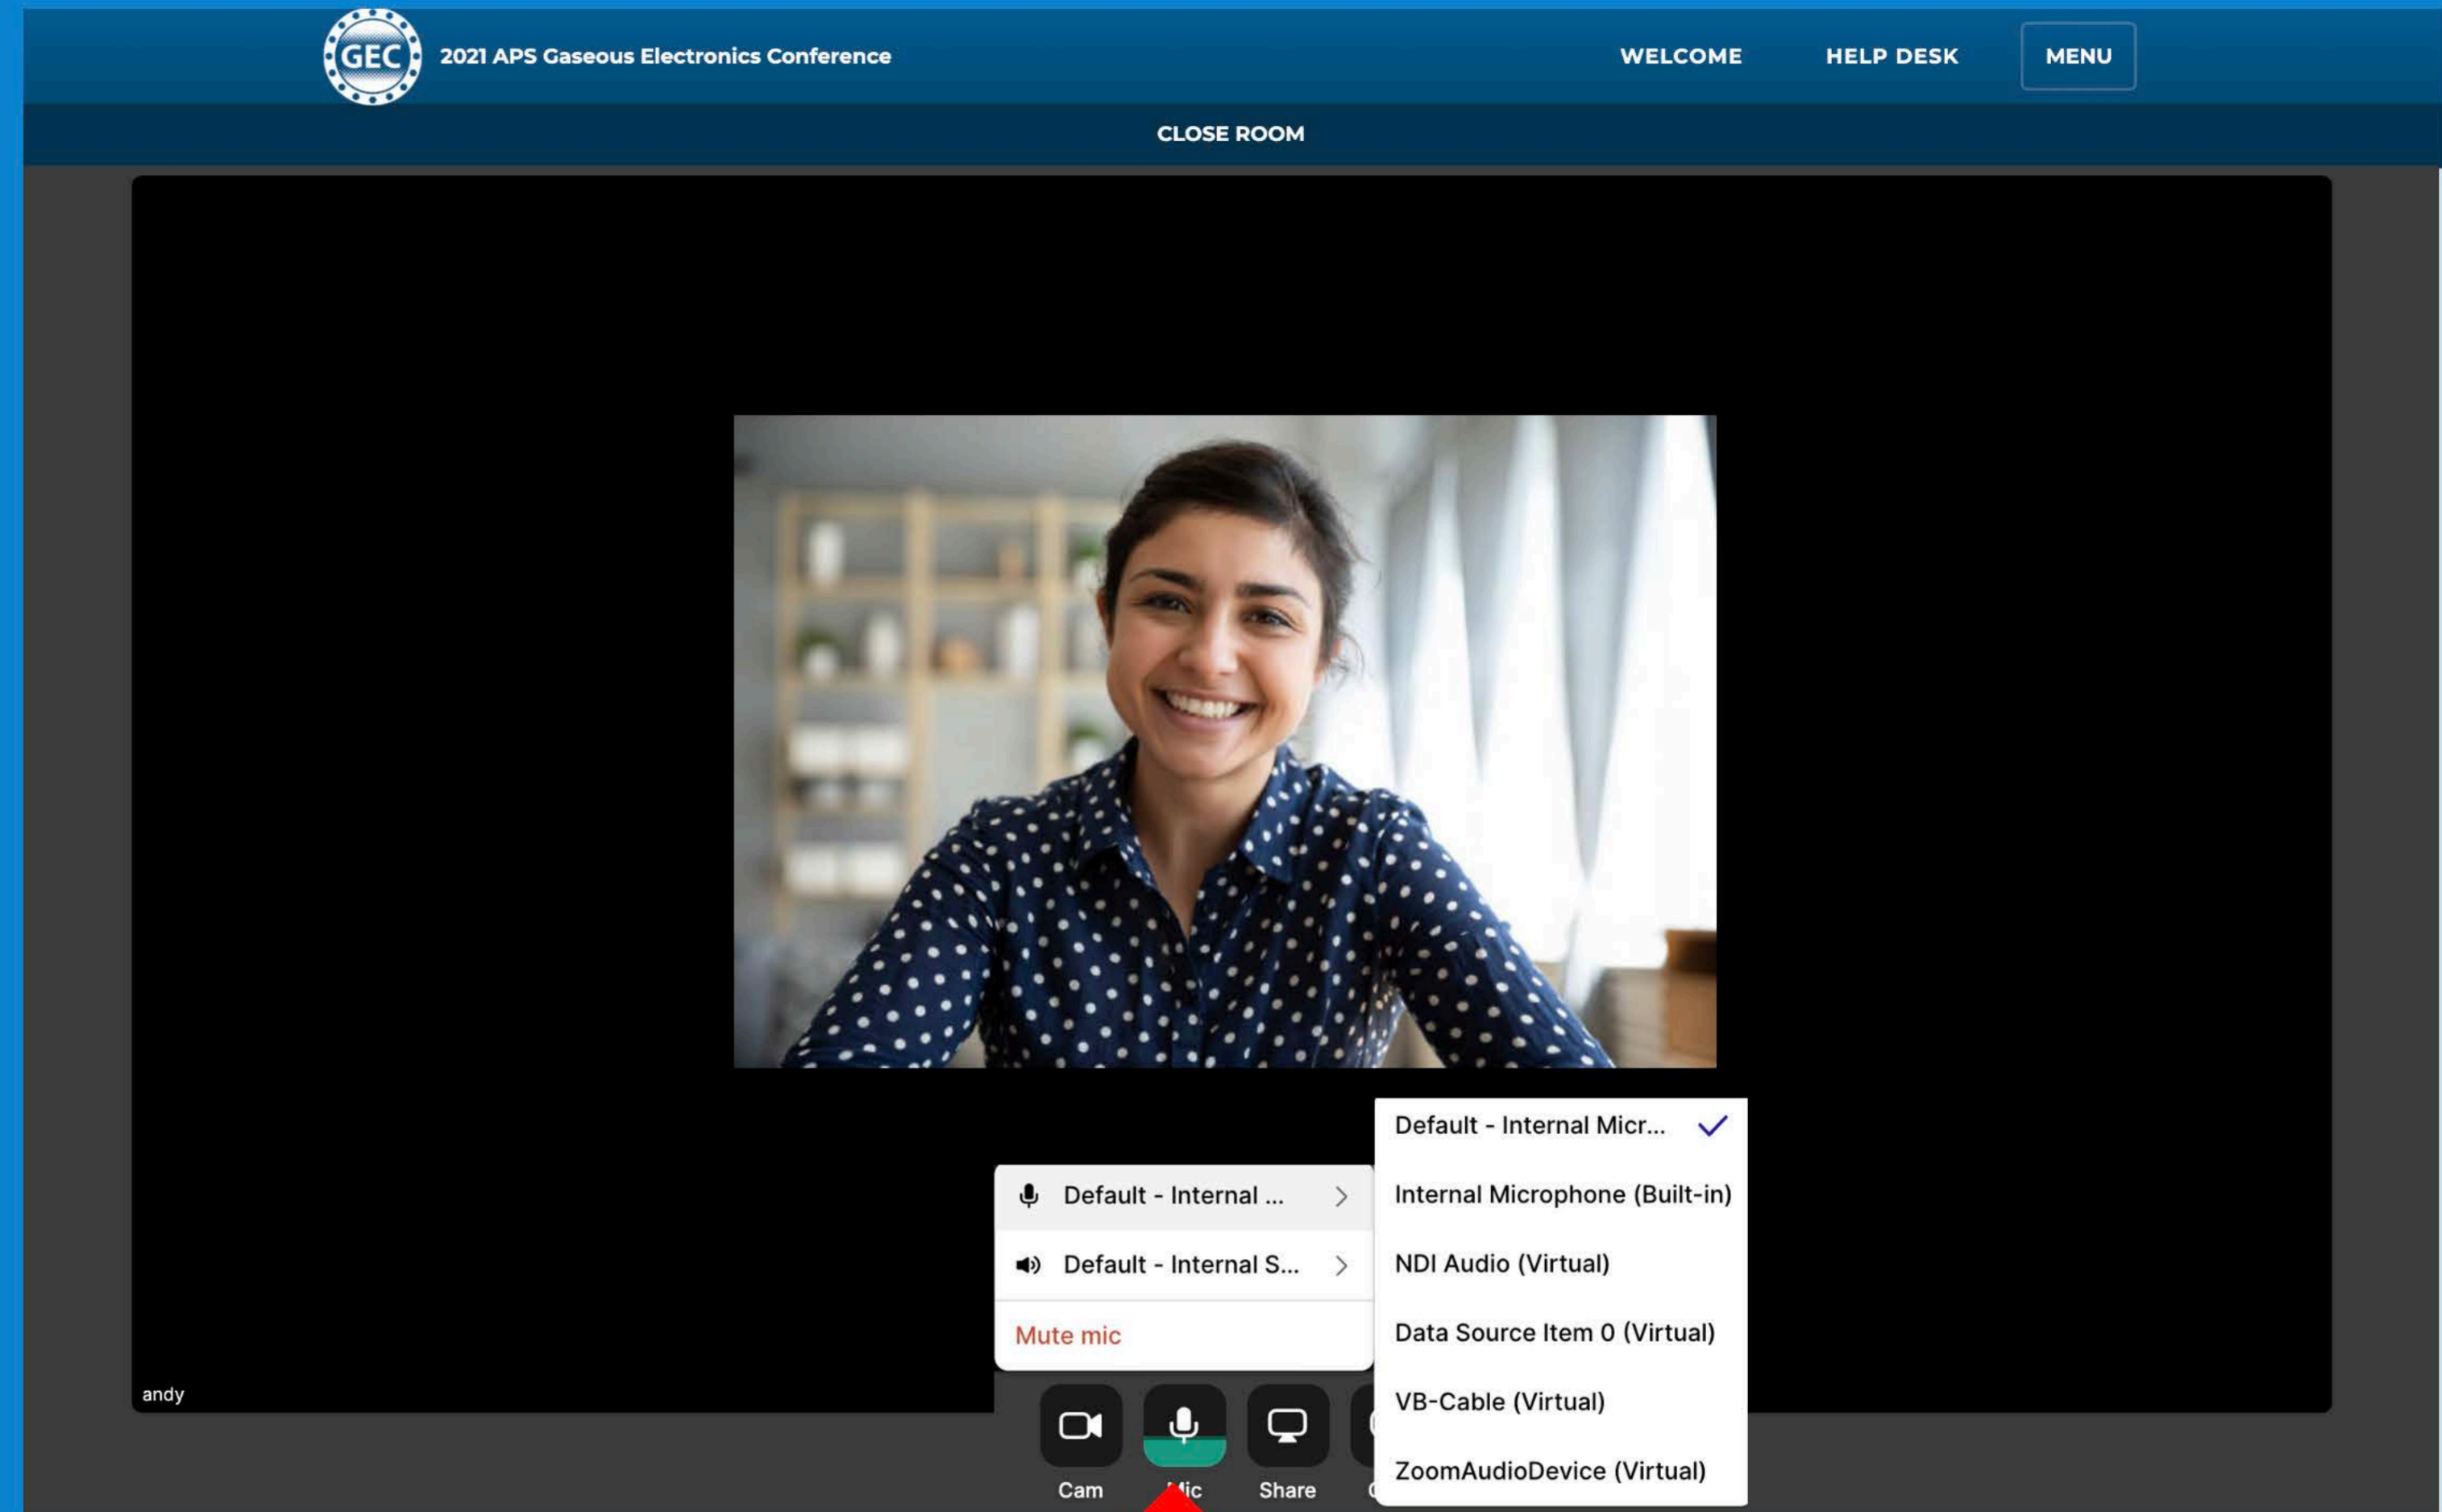 GEC
2021 APS Gaseous Electronics Conference
WELCOME
HELP DESK
MENU
CLOSE ROOM
Default - Internal Micr...
Internal Microphone (Built-in)
NDI Audio (Virtual)
Data Source Item 0 (Virtual)
VB-Cable (Virtual)
ZoomAudioDevice (Virtual)
Default - Internal ...
Default - Internal S...
Mute mic
andy
Cam
Share